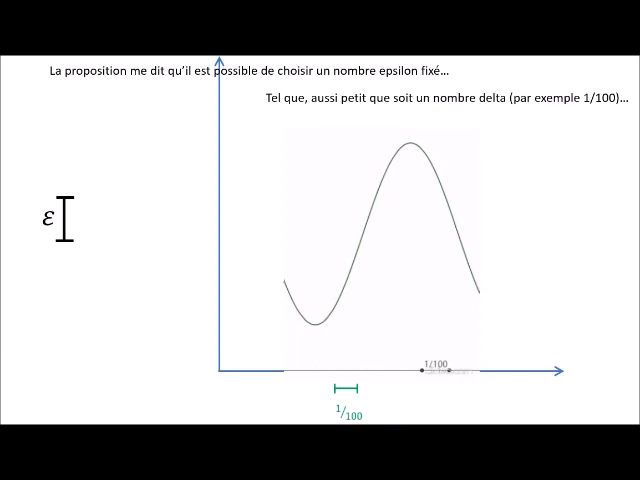 La proposition me dit qu'il est possible de choisir un nombre epsilon fixé…
Tel que, aussi petit que soit un nombre delta (par exemple 1/100)…
ε
1/100
1/100